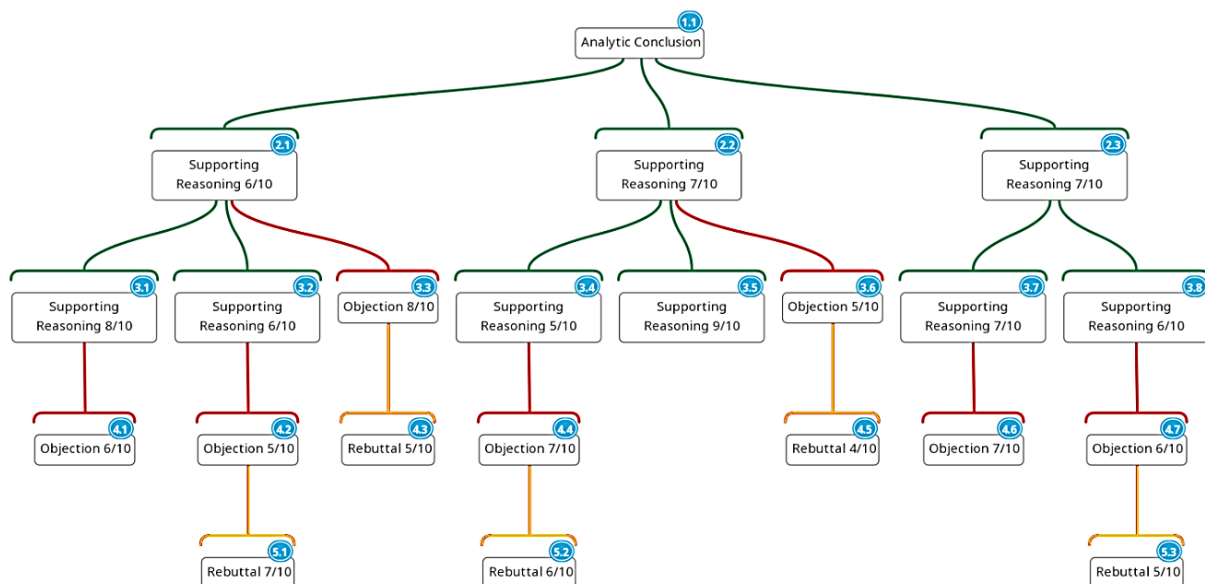 1.1
Analytic Conclusion
2.1
Supporting
Reasoning 6/10
2.2
Supporting
Reasoning 7/10
2.3
Supporting
Reasoning 7/10
3.1
Supporting
Reasoning 8/10
3.2
Supporting
Reasoning 6/10
3.3
Objection 8/10
3.4
Supporting
Reasoning 5/10
3.5
Supporting
Reasoning 9/10
3.6
Objection 5/10
3.7
Supporting
Reasoning 7/10
3.8
Supporting
Reasoning 6/10
4.1
Objection 6/10
4.2
Objection 5/10
4.3
Rebuttal 5/10
4.4
Objection 7/10
4.5
Rebuttal 4/10
4.6
Objection 7/10
4.7
Objection 6/10
5.1
Rebuttal 7/10
5.2
Rebuttal 6/10
5.3
Rebuttal 5/10